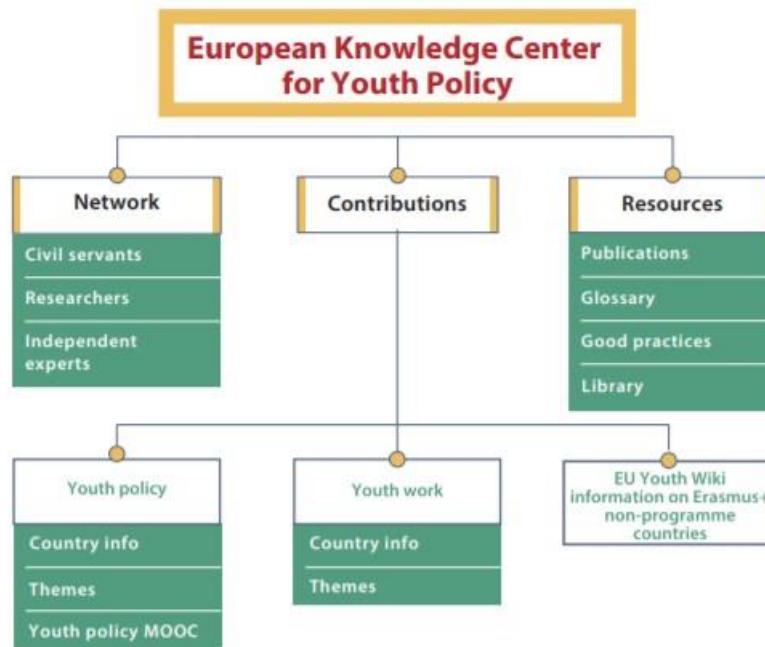 European Knowledge Center
for Youth Policy
Network
Contributions
Resources
Civil servants
Researchers
Independent
experts
Publications
Glossary
Good practices
Library
Youth policy
Country info
Themes
Youth policy MOOC
Youth work
Country info
Themes
EU Youth Wiki
information on Erasmus+
non-programme
countries